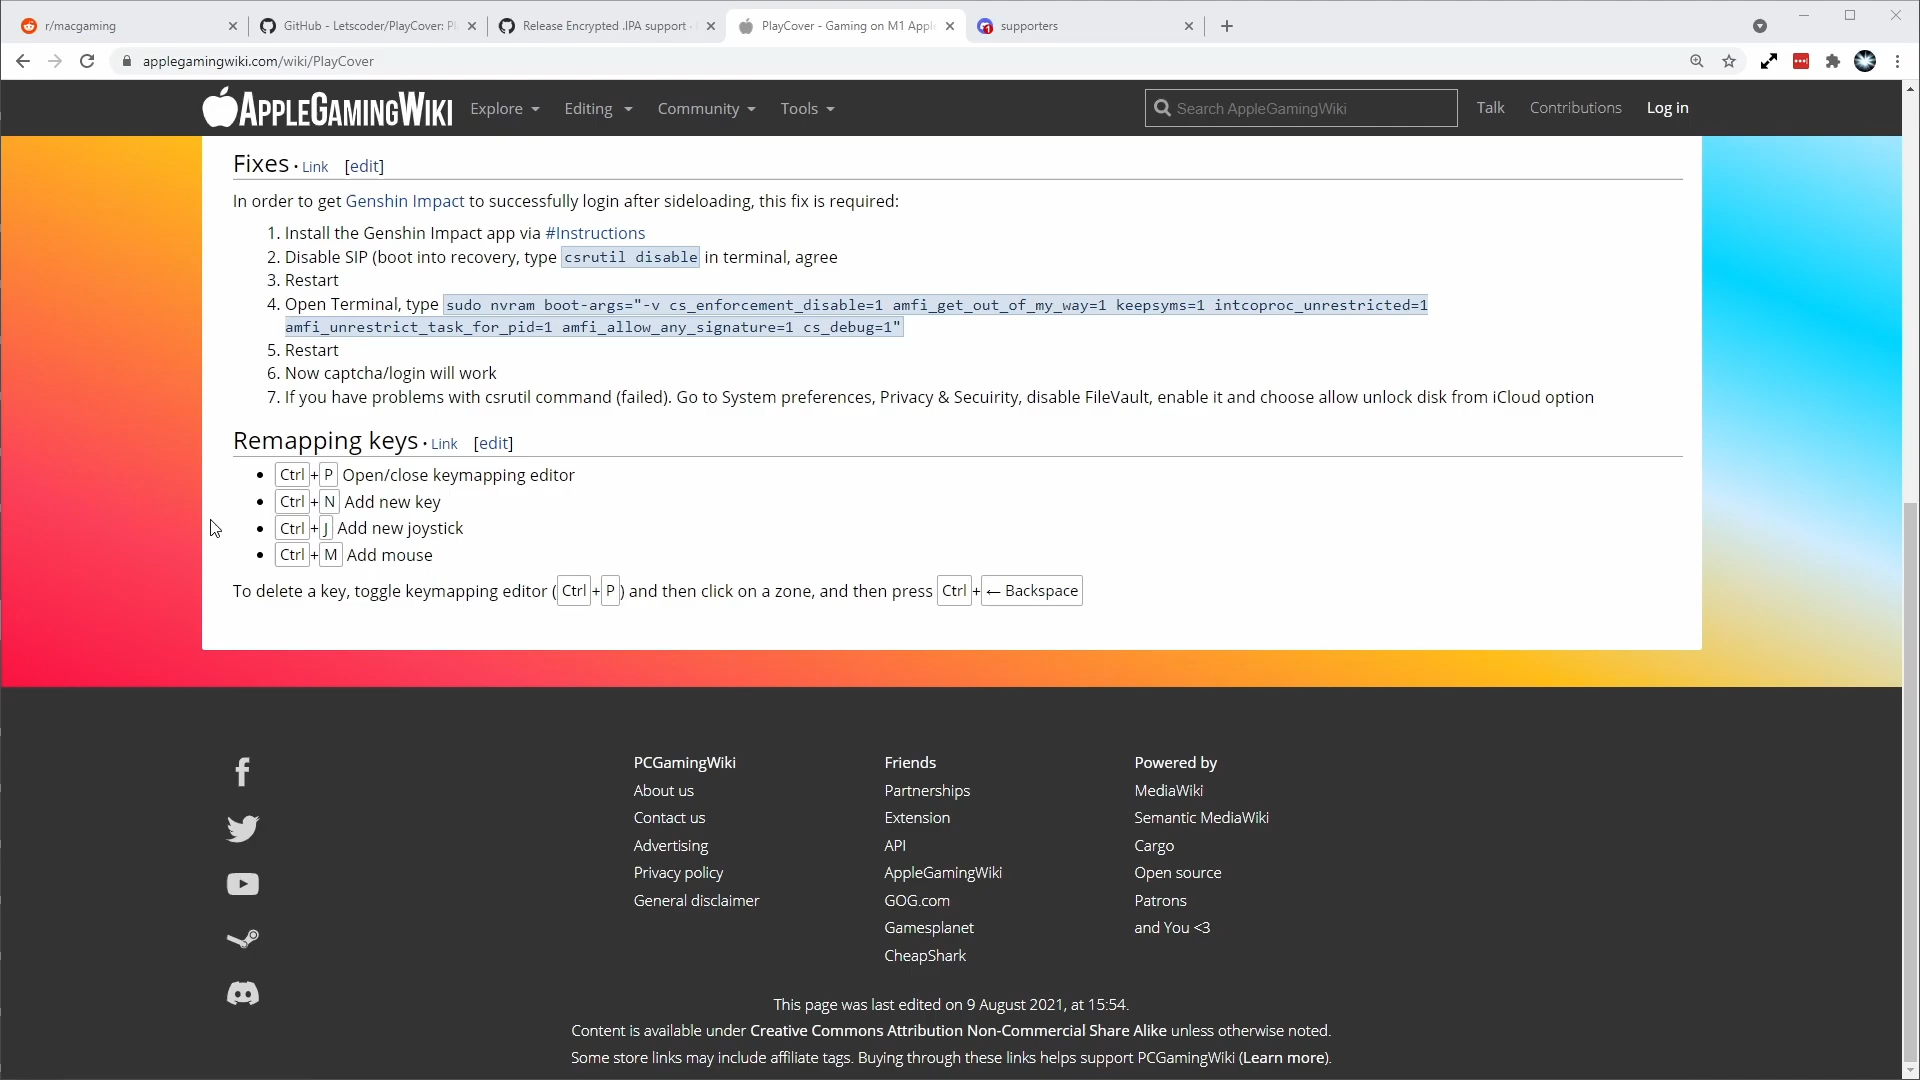 r/macgaming
GitHub - Letscoder/PlayCover: Pl
Release Encrypted .IPA support ·
PlayCover - Gaming on M1 Apple
supporters
applegamingwiki.com/wiki/PlayCover
APPLEGAMINGWIKI
Explore
Editing
Community
Tools
Search AppleGamingWiki
Talk
Contributions
Log in
Fixes · Link [edit]
In order to get Genshin Impact to successfully login after sideloading, this fix is required:
1. Install the Genshin Impact app via #Instructions
2. Disable SIP (boot into recovery, type csrutil disable in terminal, agree
3. Restart
4. Open Terminal, type sudo nvram boot-args="-v cs_enforcement_disable=1 amfi_get_out_of_my_way=1 keepsyms=1 intcoproc_unrestricted=1
amfi_unrestrict_task_for_pid=1 amfi_allow_any_signature=1 cs_debug=1"
5. Restart
6. Now captcha/login will work
7. If you have problems with csrutil command (failed). Go to System preferences, Privacy & Secuirity, disable FileVault, enable it and choose allow unlock disk from iCloud option
Remapping keys · Link [edit]
Ctrl + P Open/close keymapping editor
Ctrl + N Add new key
Ctrl + J Add new joystick
Ctrl + M Add mouse
To delete a key, toggle keymapping editor (Ctrl + P) and then click on a zone, and then press Ctrl + ← Backspace
PCGamingWiki
About us
Contact us
Advertising
Privacy policy
General disclaimer
Friends
Partnerships
Extension
API
AppleGamingWiki
GOG.com
Gamesplanet
CheapShark
Powered by
MediaWiki
Semantic MediaWiki
Cargo
Open source
Patrons
and You <3
This page was last edited on 9 August 2021, at 15:54.
Content is available under Creative Commons Attribution Non-Commercial Share Alike unless otherwise noted.
Some store links may include affiliate tags. Buying through these links helps support PCGamingWiki (Learn more).